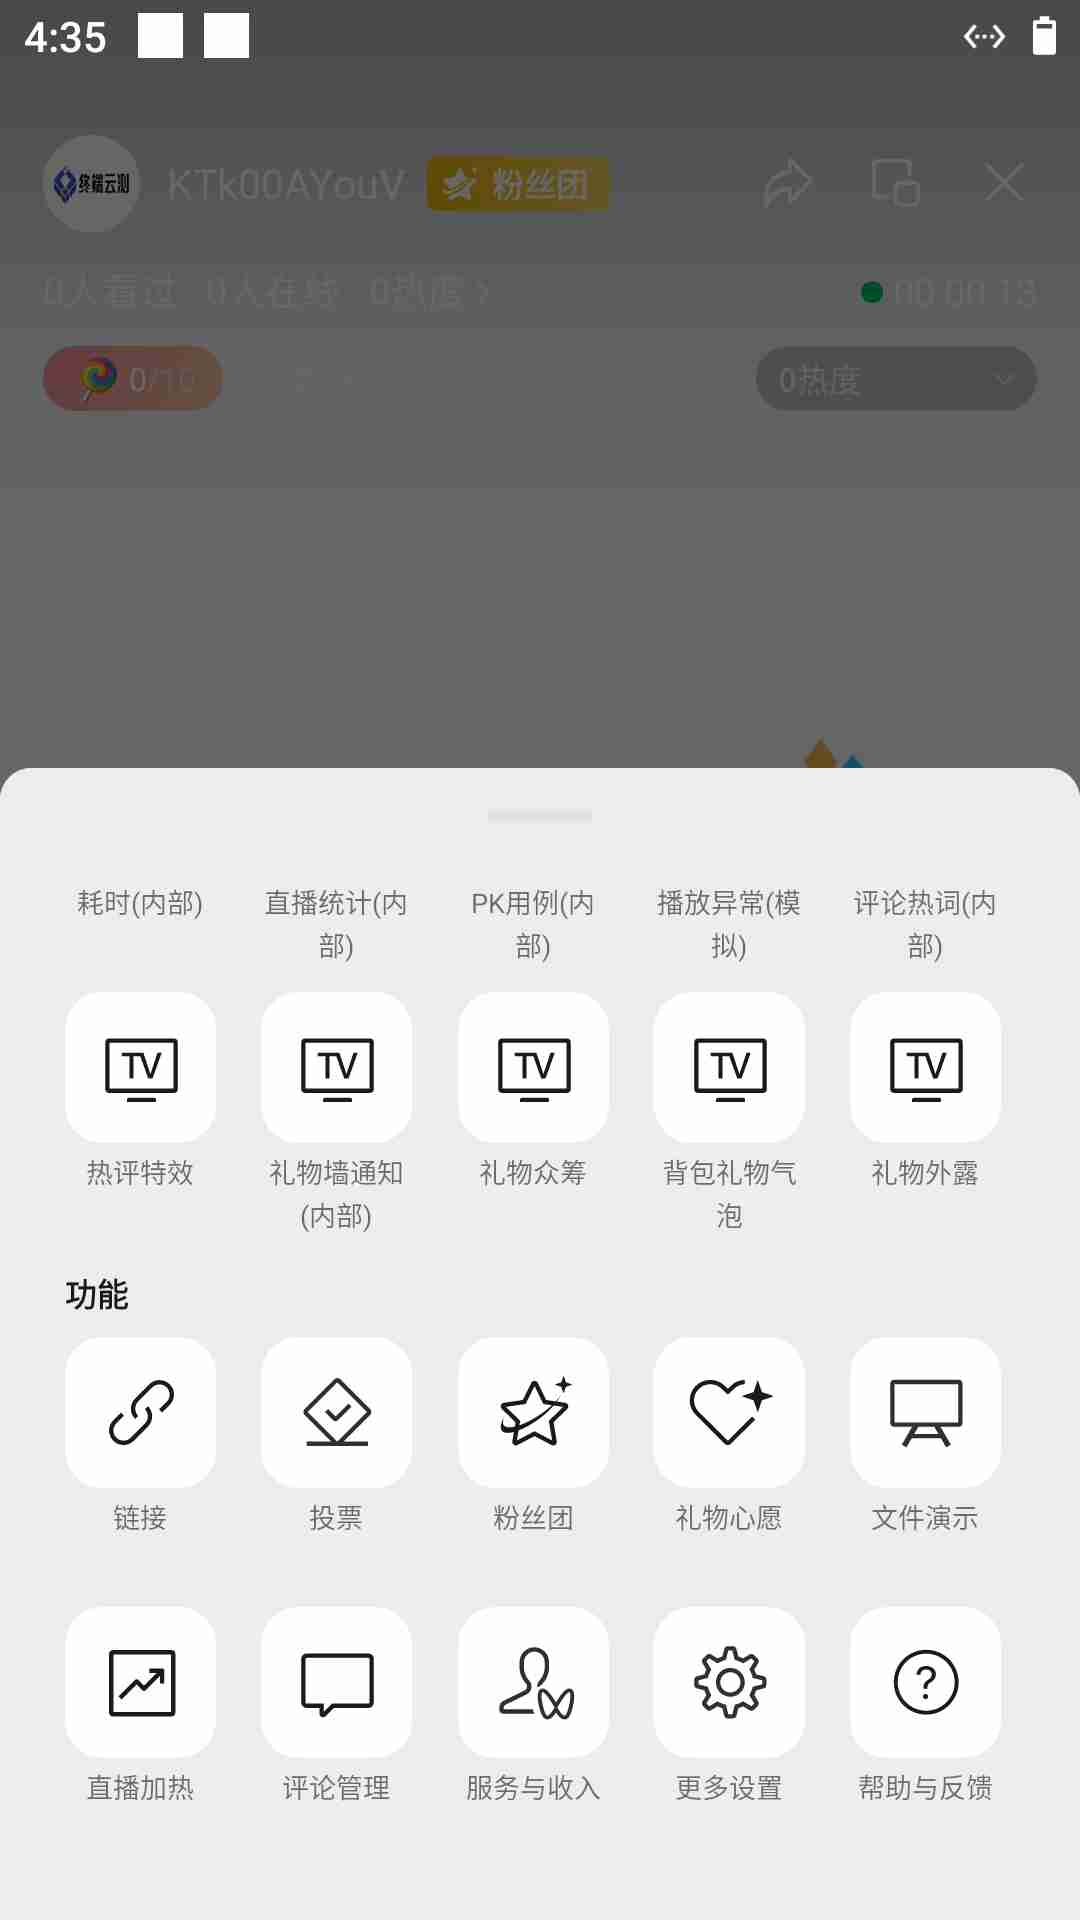 4:35
终端云测 KTk00AYouV 粉丝团
0人看过 0人在线 0热度 00:00:13
0/10 0热度
耗时(内部) 直播统计(内部) PK用例(内部) 播放异常(模拟) 评论热词(内部)
TV TV TV TV TV
热评特效 礼物墙通知(内部) 礼物众筹 背包礼物气泡 礼物外露
功能
链接 投票 粉丝团 礼物心愿 文件演示
直播加热 评论管理 服务与收入 更多设置 帮助与反馈